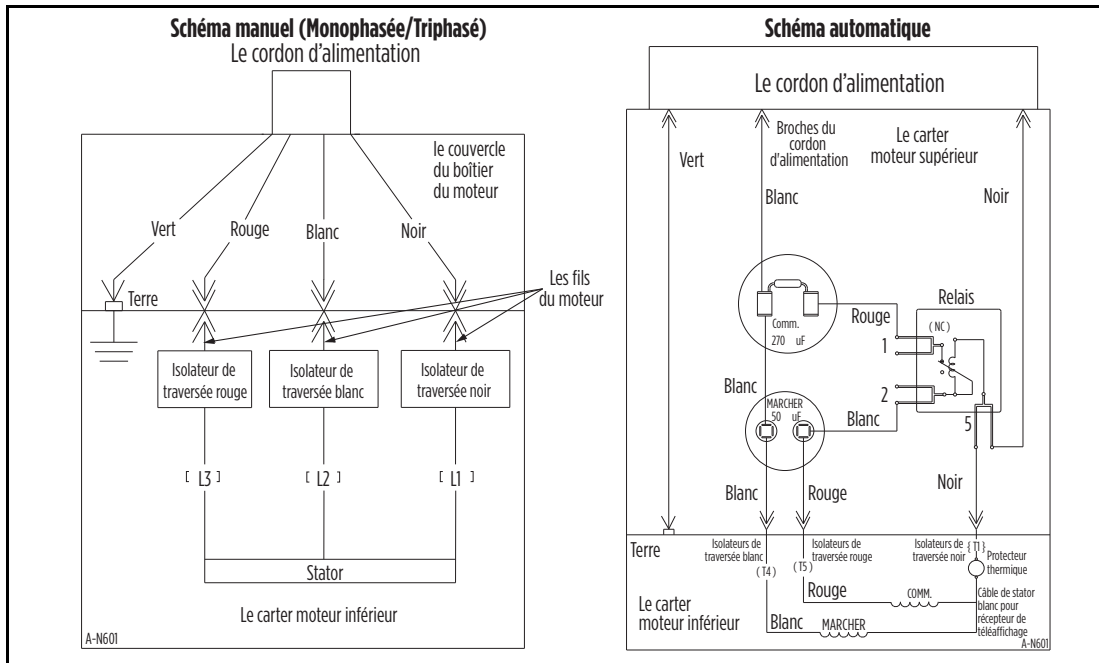 Schéma manuel (Monophasée/Triphasé)
Le cordon d'alimentation
le couvercle
du boîtier
du moteur
Vert
Rouge
Blanc
Noir
Terre
Les fils
du moteur
Isolateur de
traversée rouge
Isolateur de
traversée blanc
Isolateur de
traversée noir
[ L3 ]
[ L2 ]
[ L1 ]
Stator
Le carter moteur inférieur
A-N601
Schéma automatique
Le cordon d'alimentation
Vert
Broches du
cordon
d'alimentation
Blanc
Le carter
moteur supérieur
Noir
Comm.
270 uF
Rouge
Relais
( NC )
1
2
5
Blanc
MARCHER
50 uF
Blanc
Blanc
Rouge
Noir
Terre
Isolateurs de
traversée blanc
( T4 )
Isolateurs de
traversée rouge
( T5 )
Isolateurs de
traversée noir
{ T1 }
Protecteur
thermique
Rouge
COMM.
Blanc
MARCHER
Câble de stator
blanc pour
récepteur de
téléaffichage
Le carter
moteur inférieur
A-N601